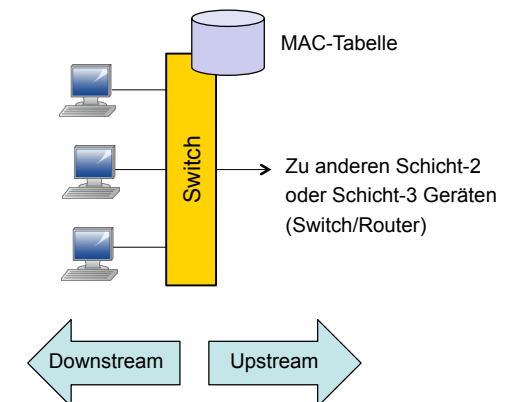 MAC-Tabelle
Switch
Zu anderen Schicht-2
oder Schicht-3 Geräten
(Switch/Router)
Downstream
Upstream